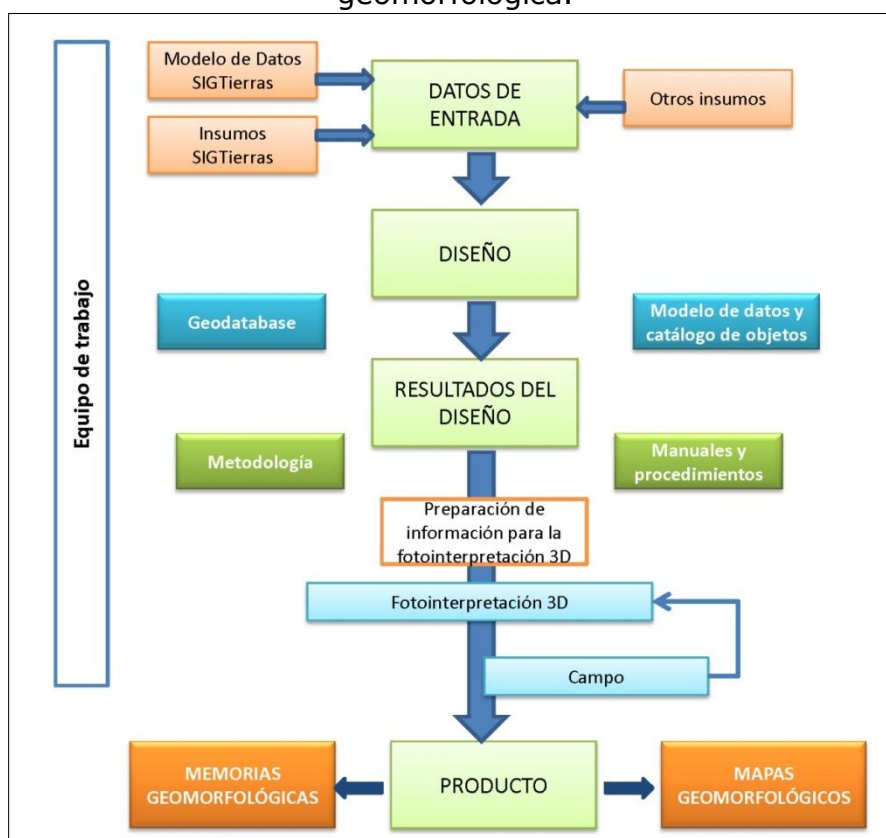 geomorfológica.
Modelo de Datos
SIGTierras
DATOS DE
ENTRADA
Otros insumos
Insumos
SIGTierras
DISEÑO
Geodatabase
Modelo de datos y
catálogo de objetos
Equipo de trabajo
RESULTADOS DEL
DISEÑO
Metodología
Manuales y
procedimientos
Preparación de
información para la
fotointerpretación 3D
Fotointerpretación 3D
Campo
MEMORIAS
GEOMORFOLÓGICAS
PRODUCTO
MAPAS
GEOMORFOLÓGICOS